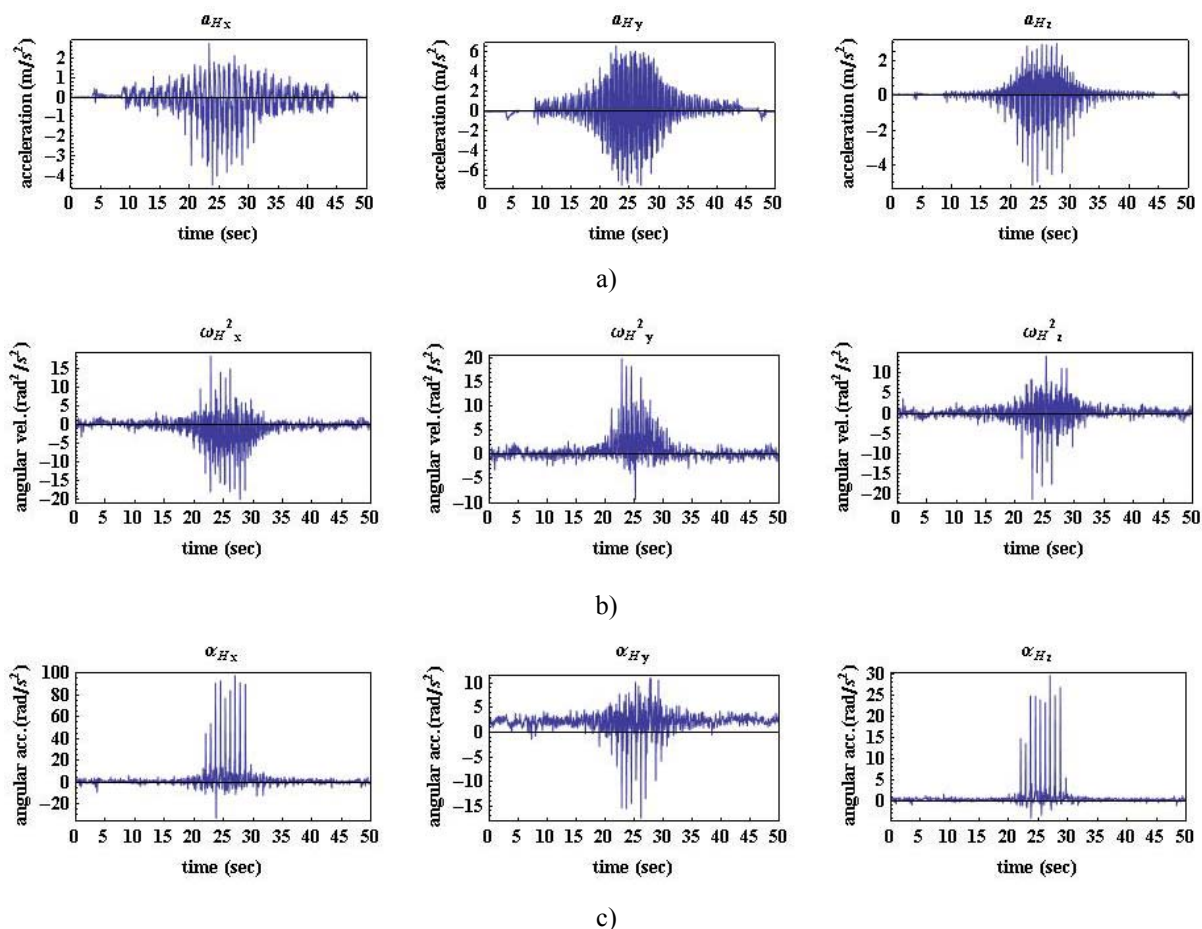 a_Hx
acceleration (m/s²)
2
1
0
−1
−2
−3
−4
0 5 10 15 20 25 30 35 40 45 50
time (sec)
a_Hy
acceleration (m/s²)
6
4
2
0
−2
−4
−6
0 5 10 15 20 25 30 35 40 45 50
time (sec)
a_Hz
acceleration (m/s²)
2
0
−2
−4
0 5 10 15 20 25 30 35 40 45 50
time (sec)
a)
ω_H²_x
angular vel.(rad²/s²)
15
10
5
0
−5
−10
−15
−20
0 5 10 15 20 25 30 35 40 45 50
time (sec)
ω_H²_y
angular vel.(rad²/s²)
20
15
10
5
0
−5
−10
0 5 10 15 20 25 30 35 40 45 50
time (sec)
ω_H²_z
angular vel.(rad²/s²)
10
5
0
−5
−10
−15
−20
0 5 10 15 20 25 30 35 40 45 50
time (sec)
b)
α_Hx
angular acc.(rad/s²)
100
80
60
40
20
0
−20
0 5 10 15 20 25 30 35 40 45 50
time (sec)
α_Hy
angular acc.(rad/s²)
10
5
0
−5
−10
−15
0 5 10 15 20 25 30 35 40 45 50
time (sec)
α_Hz
angular acc.(rad/s²)
30
25
20
15
10
5
0
0 5 10 15 20 25 30 35 40 45 50
time (sec)
c)